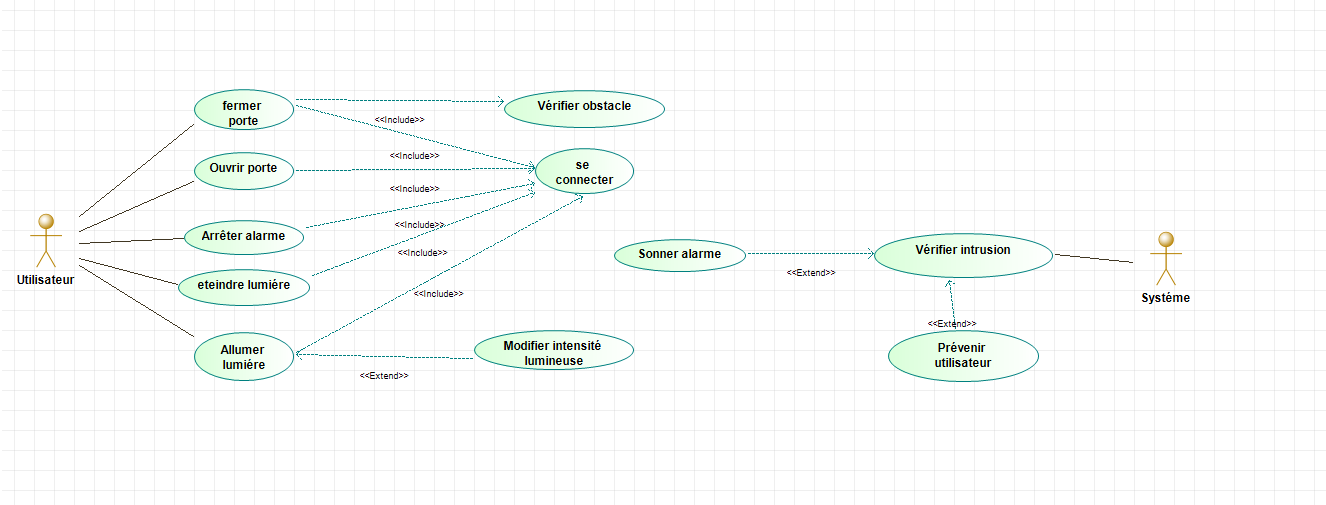 fermer
porte
Vérifier obstacle
<<Include>>
Ouvrir porte
<<Include>>
se
connecter
<<Include>>
Arrêter alarme
<<Include>>
<<Include>>
eteindre lumiére
<<Include>>
Utilisateur
Allumer
lumiére
Modifier intensité
lumineuse
<<Extend>>
Sonner alarme
<<Extend>>
Vérifier intrusion
Systéme
<<Extend>>
Prévenir
utilisateur